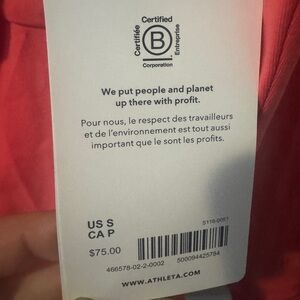 Certified
Certifiée
B
Entreprise
Corporation
We put people and planet
up there with profit.
Pour nous, le respect des travailleurs
et de l'environnement est tout aussi
important que le sont les profits.
US S
CA P
$75.00
S118-0051
466578-02-2-0002
500094425784
WWW.ATHLETA.COM